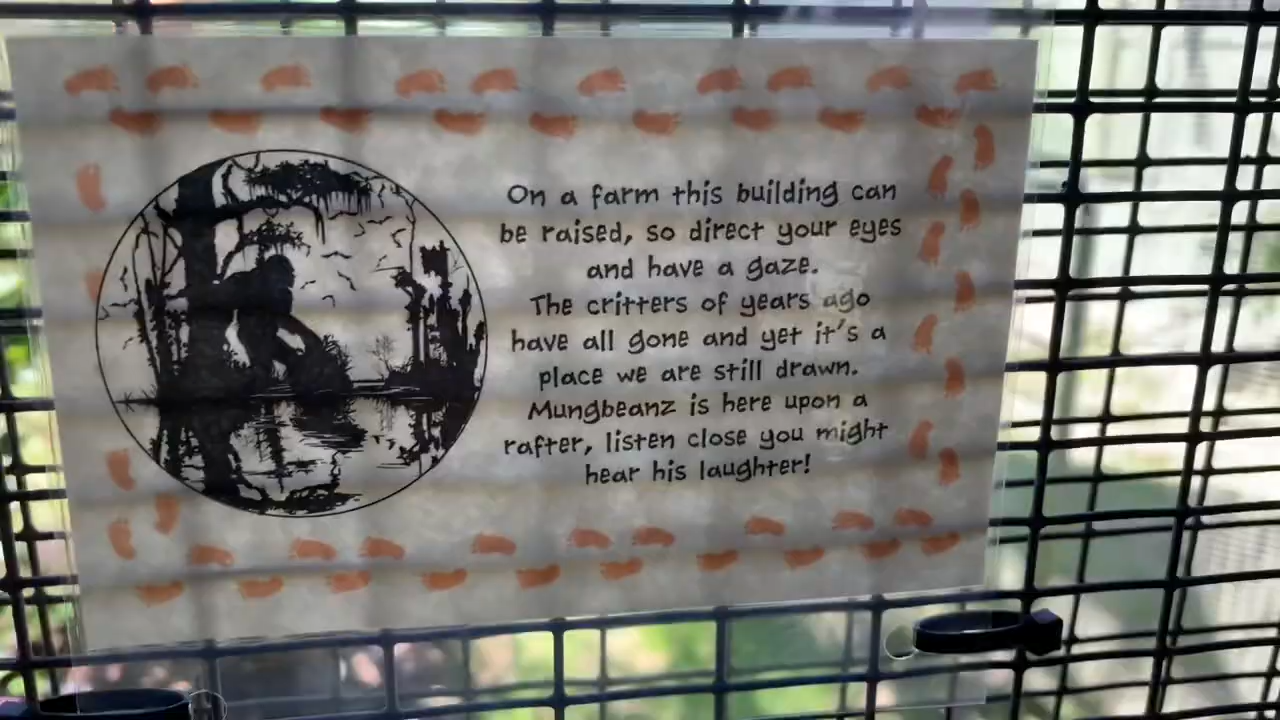 On a farm this building can
be raised, so direct your eyes
and have a gaze.
The critters of years ago
have all gone and yet it's a
place we are still drawn.
Mungbeanz is here upon a
rafter, listen close you might
hear his laughter!